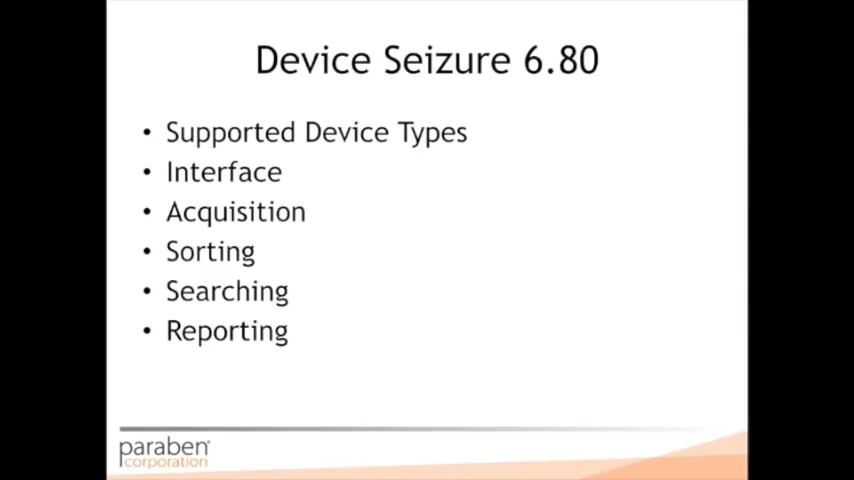 Device Seizure 6.80
• Supported Device Types
• Interface
• Acquisition
• Sorting
• Searching
• Reporting
paraben®
corporation